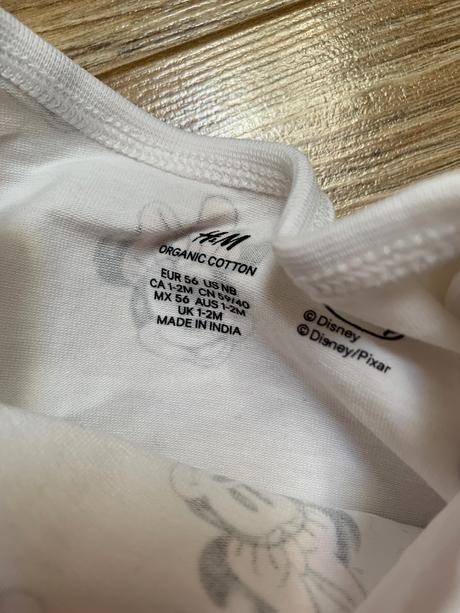 H&M
ORGANIC COTTON
EUR 56 US NB
CA 1-2M CN 59/40
MX 56 AUS 1-2M
UK 1-2M
MADE IN INDIA
©Disney
©Disney/Pixar